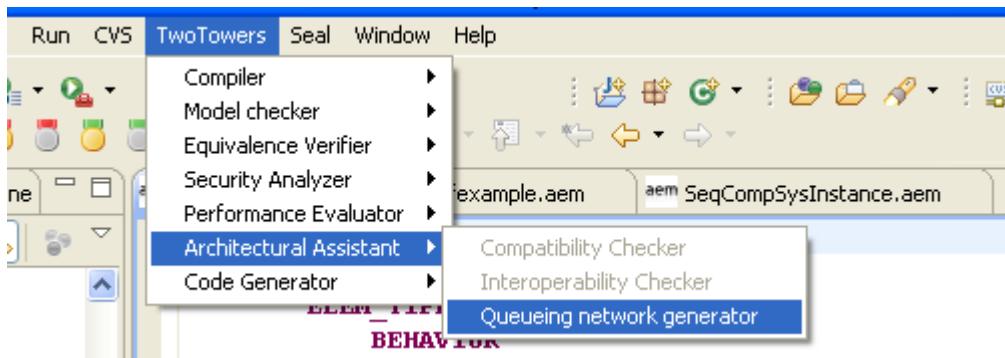 Run CVS TwoTowers Seal Window Help
Compiler
Model checker
Equivalence Verifier
Security Analyzer
Performance Evaluator
Architectural Assistant
Code Generator
ne
example.aem
aem SeqCompSysInstance.aem
Compatibility Checker
Interoperability Checker
Queueing network generator
BEHAVIOR